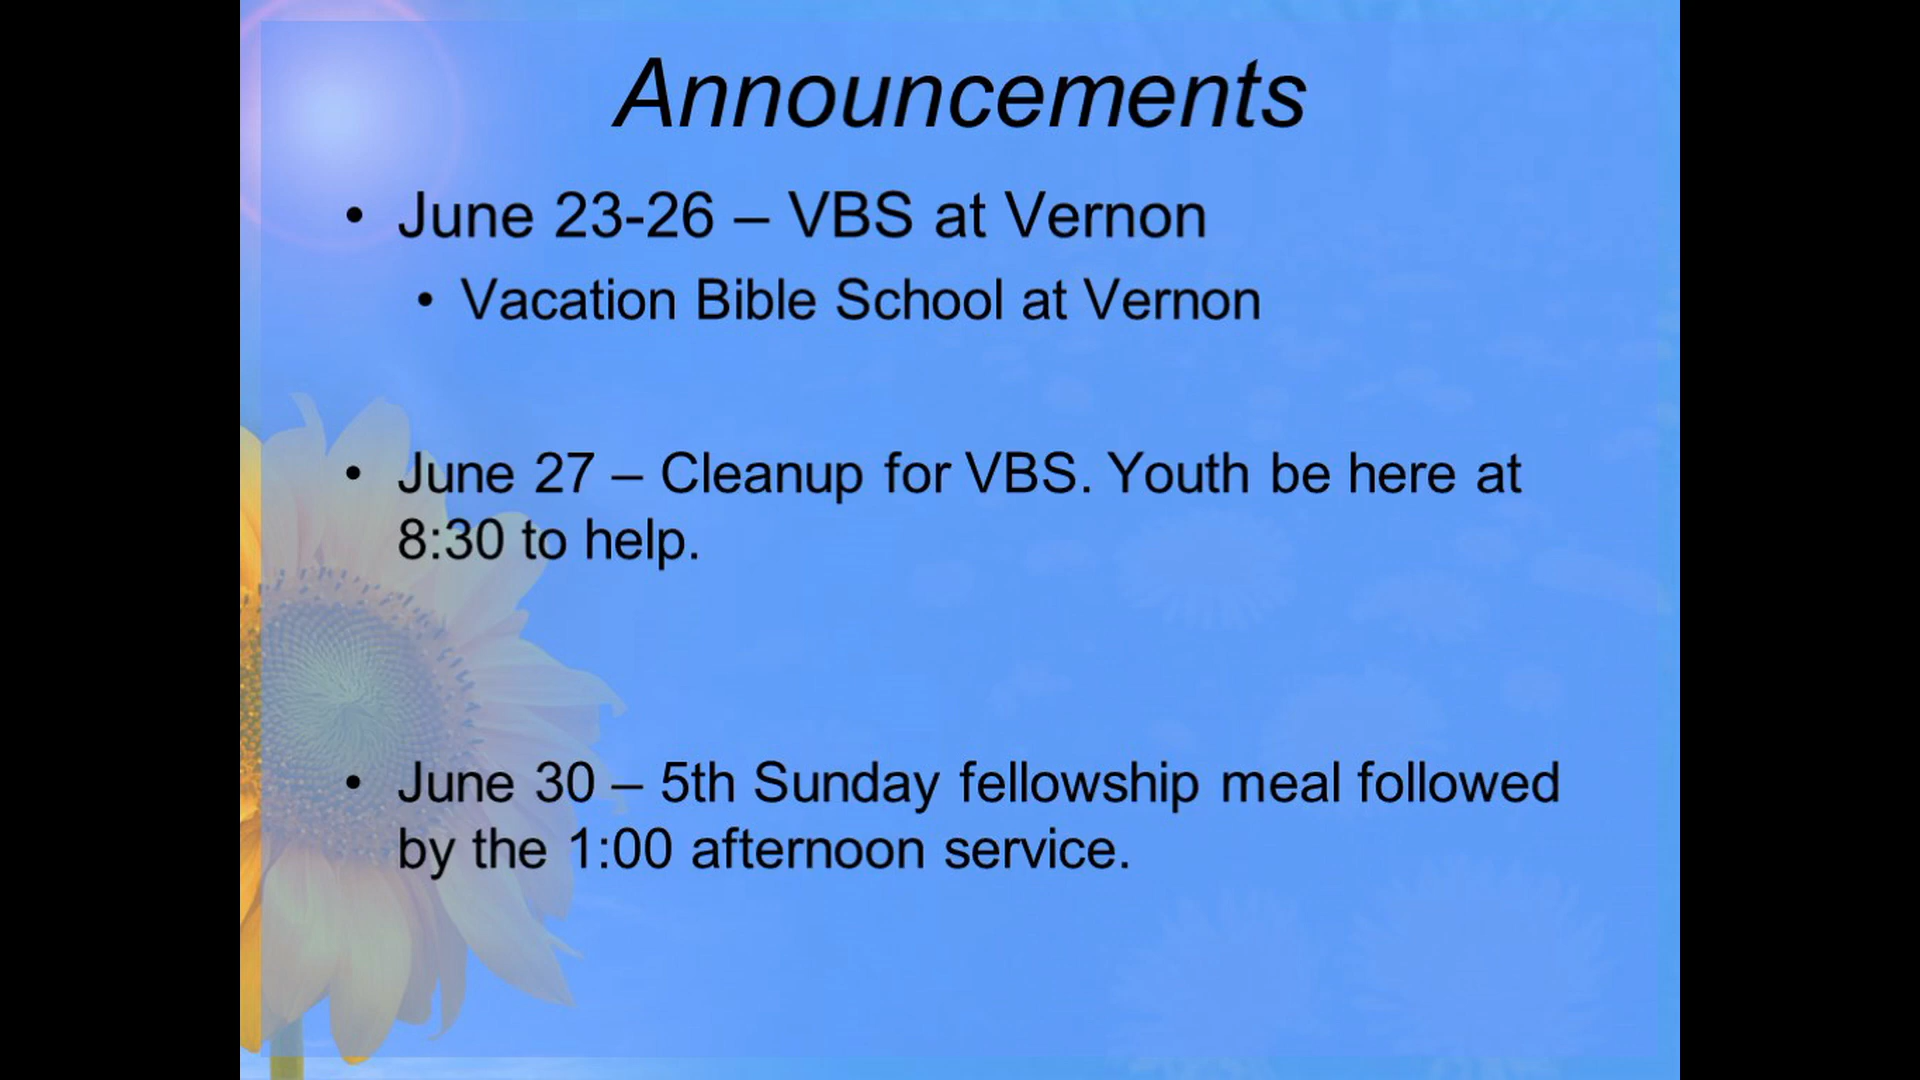 Announcements
• June 23-26 – VBS at Vernon
• Vacation Bible School at Vernon
• June 27 – Cleanup for VBS. Youth be here at
8:30 to help.
• June 30 – 5th Sunday fellowship meal followed
by the 1:00 afternoon service.